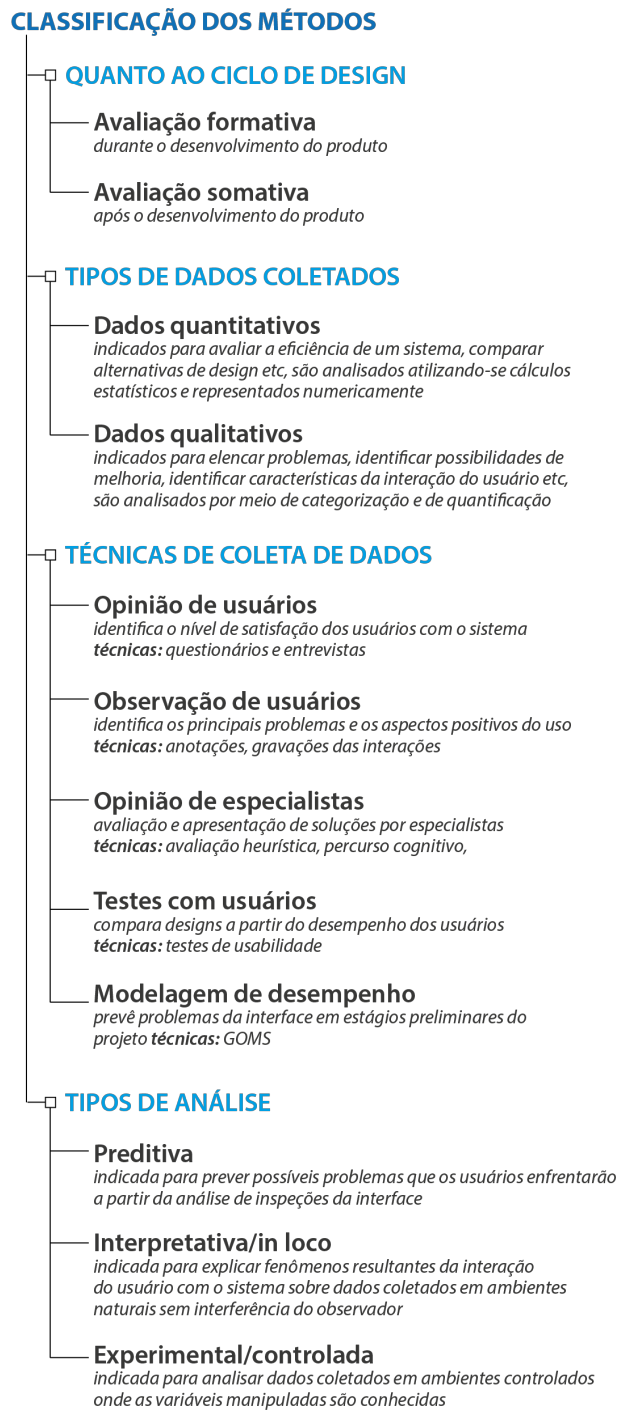 CLASSIFICAÇÃO DOS MÉTODOS
QUANTO AO CICLO DE DESIGN
Avaliação formativa
durante o desenvolvimento do produto
Avaliação somativa
após o desenvolvimento do produto
TIPOS DE DADOS COLETADOS
Dados quantitativos
indicados para avaliar a eficiência de um sistema, comparar
alternativas de design etc, são analisados atilizando-se cálculos
estatísticos e representados numericamente
Dados qualitativos
indicados para elencar problemas, identificar possibilidades de
melhoria, identificar características da interação do usuário etc,
são analisados por meio de categorização e de quantificação
TÉCNICAS DE COLETA DE DADOS
Opinião de usuários
identifica o nível de satisfação dos usuários com o sistema
técnicas: questionários e entrevistas
Observação de usuários
identifica os principais problemas e os aspectos positivos do uso
técnicas: anotações, gravações das interações
Opinião de especialistas
avaliação e apresentação de soluções por especialistas
técnicas: avaliação heurística, percurso cognitivo,
Testes com usuários
compara designs a partir do desempenho dos usuários
técnicas: testes de usabilidade
Modelagem de desempenho
prevê problemas da interface em estágios preliminares do
projeto técnicas: GOMS
TIPOS DE ANÁLISE
Preditiva
indicada para prever possíveis problemas que os usuários enfrentarão
a partir da análise de inspeções da interface
Interpretativa/in loco
indicada para explicar fenômenos resultantes da interação
do usuário com o sistema sobre dados coletados em ambientes
naturais sem interferência do observador
Experimental/controlada
indicada para analisar dados coletados em ambientes controlados
onde as variáveis manipuladas são conhecidas